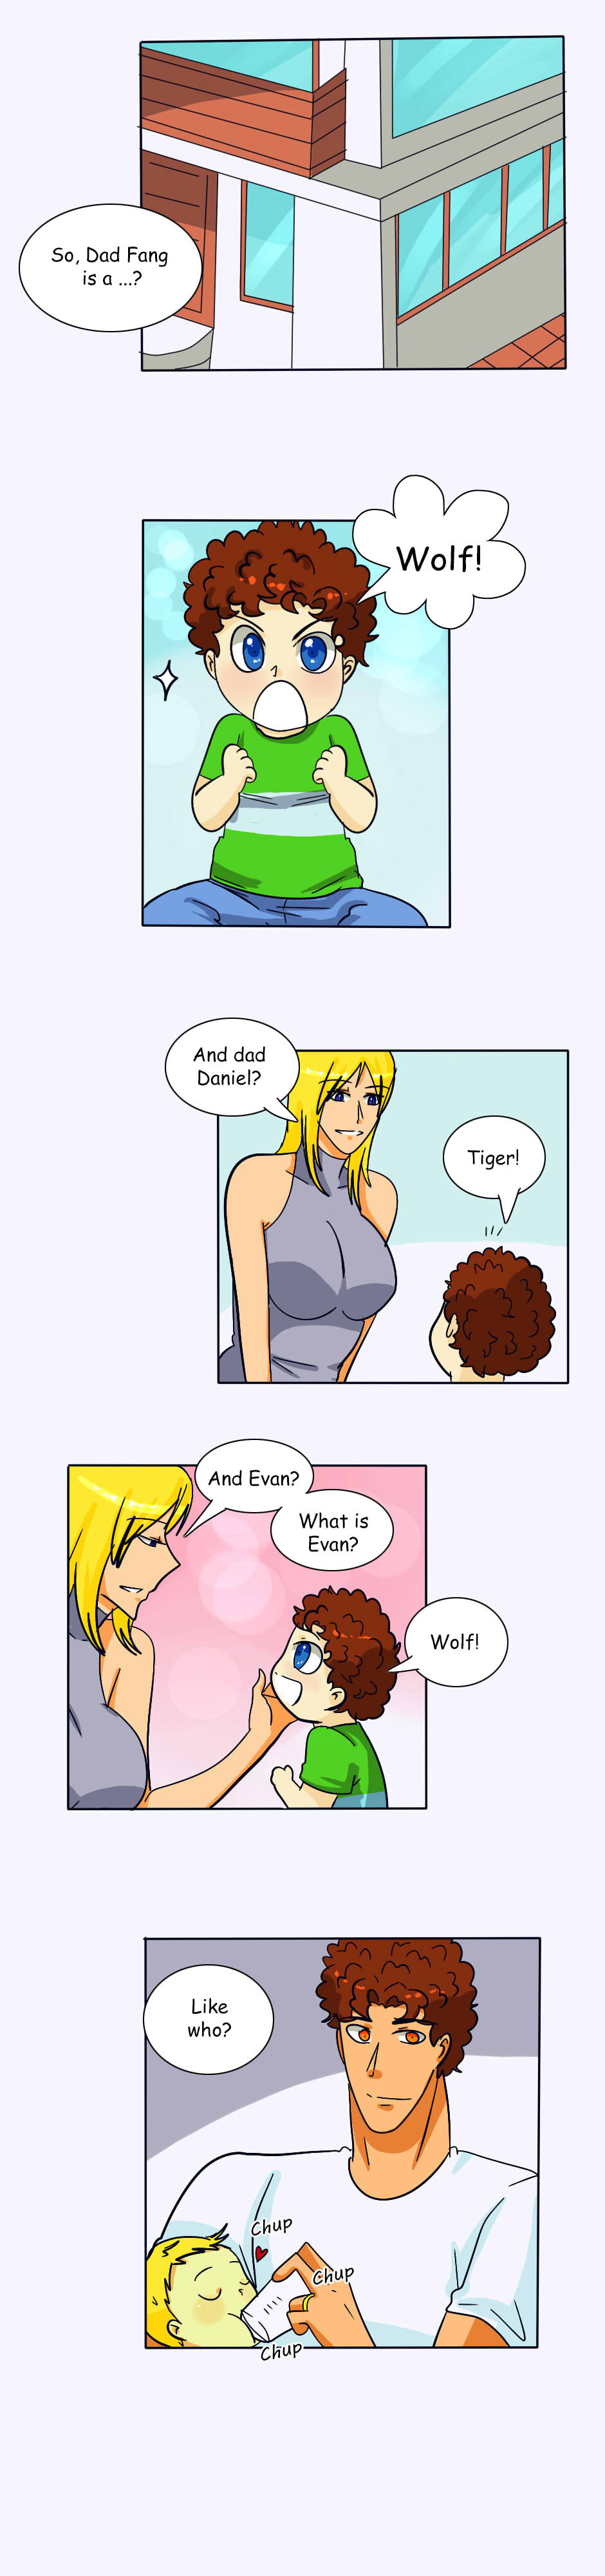 So, Dad Fang
is a ...?
Wolf!
And dad
Daniel?
Tiger!
And Evan?
What is
Evan?
Wolf!
Like
who?
Chup
Chup
Chup